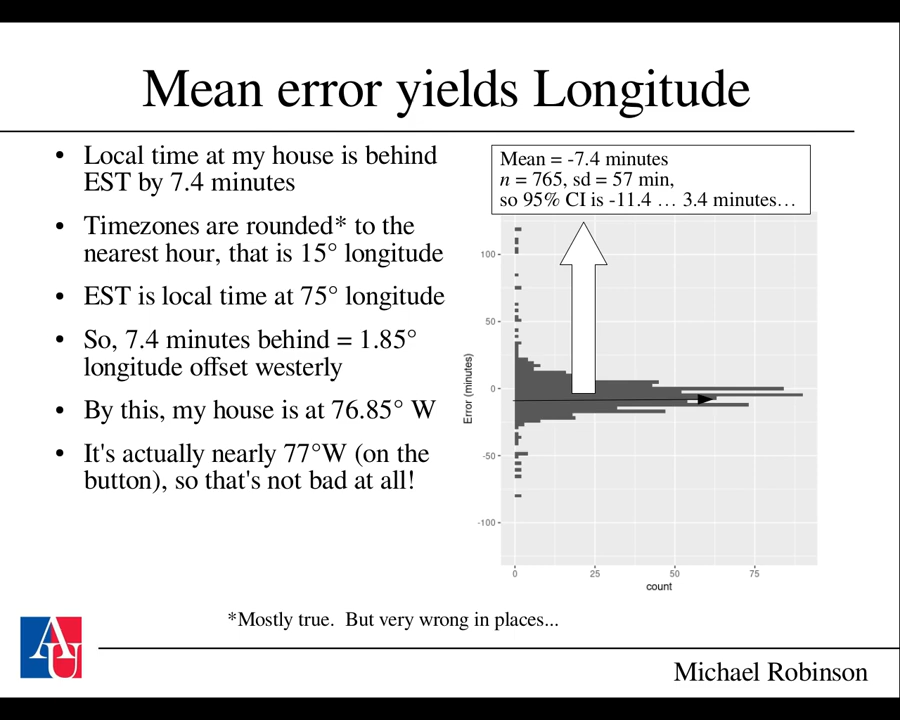 Mean error yields Longitude
• Local time at my house is behind
EST by 7.4 minutes
• Timezones are rounded* to the
nearest hour, that is 15° longitude
• EST is local time at 75° longitude
• So, 7.4 minutes behind = 1.85°
longitude offset westerly
• By this, my house is at 76.85° W
• It's actually nearly 77°W (on the
button), so that's not bad at all!
Mean = -7.4 minutes
n = 765, sd = 57 min,
so 95% CI is -11.4 … 3.4 minutes…
Error (minutes)
100
50
0
-50
-100
0 25 50 75
count
*Mostly true. But very wrong in places...
AU
Michael Robinson